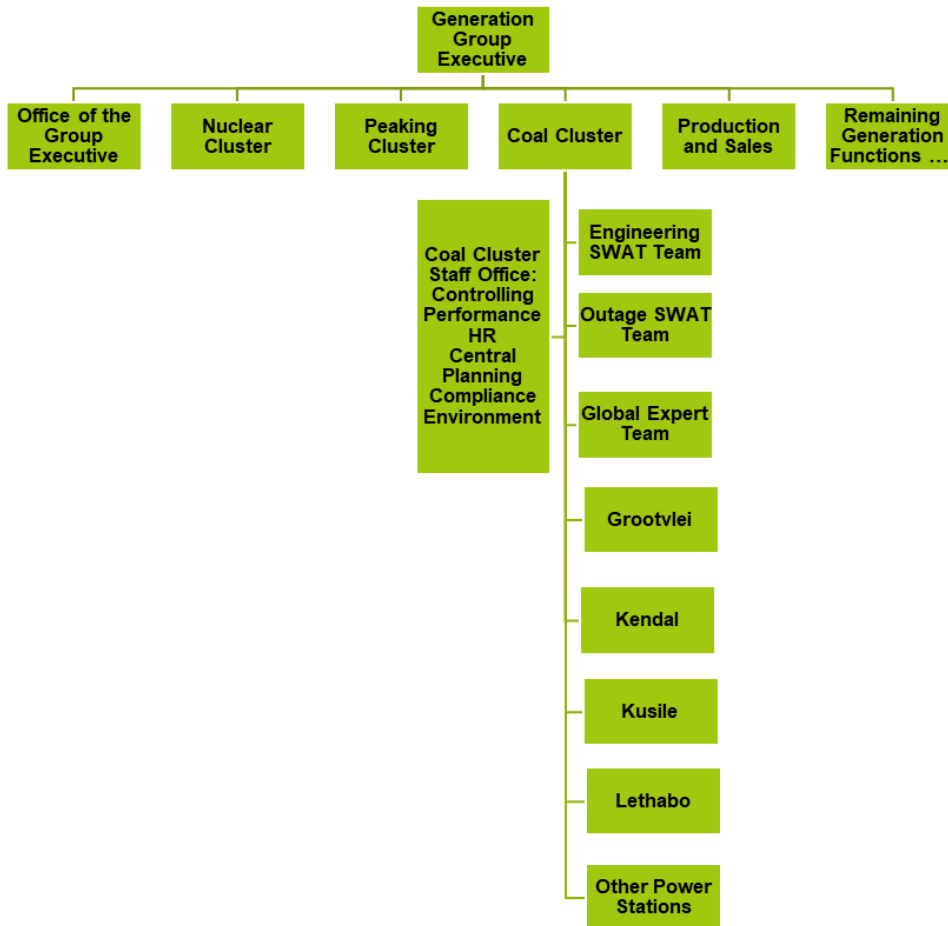 Generation
Group
Executive
Office of the
Group
Executive
Nuclear
Cluster
Peaking
Cluster
Coal Cluster
Production
and Sales
Remaining
Generation
Functions ...
Coal Cluster
Staff Office:
Controlling
Performance
HR
Central
Planning
Compliance
Environment
Engineering
SWAT Team
Outage SWAT
Team
Global Expert
Team
Grootvlei
Kendal
Kusile
Lethabo
Other Power
Stations